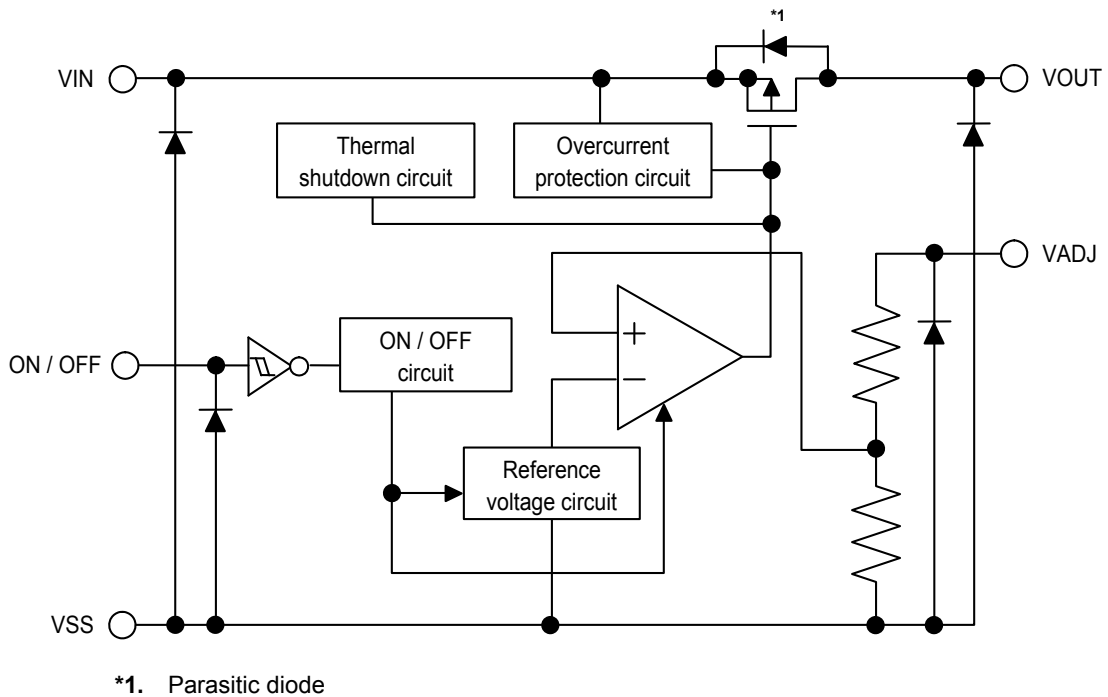 *1
VIN
VOUT
Thermal
shutdown circuit
Overcurrent
protection circuit
VADJ
ON / OFF
ON / OFF
circuit
+
−
Reference
voltage circuit
VSS
*1. Parasitic diode